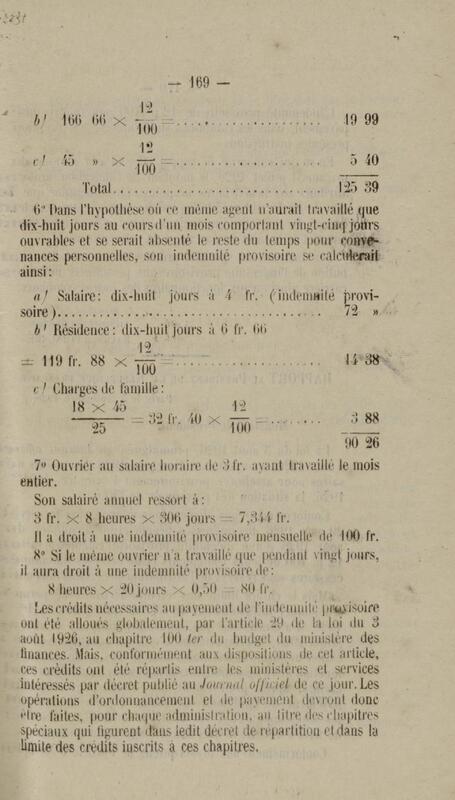 — 169 —
b) 166 66 × 12/100 = .................... 19 99
c) 45 » × 12/100 = .................... 5 40
Total .................... 125 39
6° Dans l'hypothèse où ce même agent n'aurait travaillé que
dix-huit jours au cours d'un mois comportant vingt-cinq jours
ouvrables et se serait absenté le reste du temps pour conve-
nances personnelles, son indemnité provisoire se calculerait
ainsi :
a) Salaire: dix-huit jours à 4 fr. (indemnité provi-
soire).................... 72 »
b) Résidence : dix-huit jours à 6 fr. 66
= 119 fr. 88 × 12/100 = .................... 14 38
c) Charges de famille :
18 × 45/25 = 32 fr. 40 × 12/100 = ........ 3 88
90 26
7° Ouvrier au salaire horaire de 3 fr. ayant travaillé le mois
entier.
Son salaire annuel ressort à :
3 fr. × 8 heures × 306 jours = 7,344 fr.
Il a droit à une indemnité provisoire mensuelle de 100 fr.
8° Si le même ouvrier n'a travaillé que pendant vingt jours,
il aura droit à une indemnité provisoire de :
8 heures × 20 jours × 0,50 = 80 fr.
Les crédits nécessaires au payement de l'indemnité provisoire
ont été alloués globalement, par l'article 29 de la loi du 3
août 1926, au chapitre 100 ter du budget du ministère des
finances. Mais, conformément aux dispositions de cet article,
ces crédits ont été répartis entre les ministères et services
intéressés par décret publié au Journal officiel de ce jour. Les
opérations d'ordonnancement et de payement devront donc
être faites, pour chaque administration, au titre des chapitres
spéciaux qui figurent dans ledit décret de répartition et dans la
limite des crédits inscrits à ces chapitres.